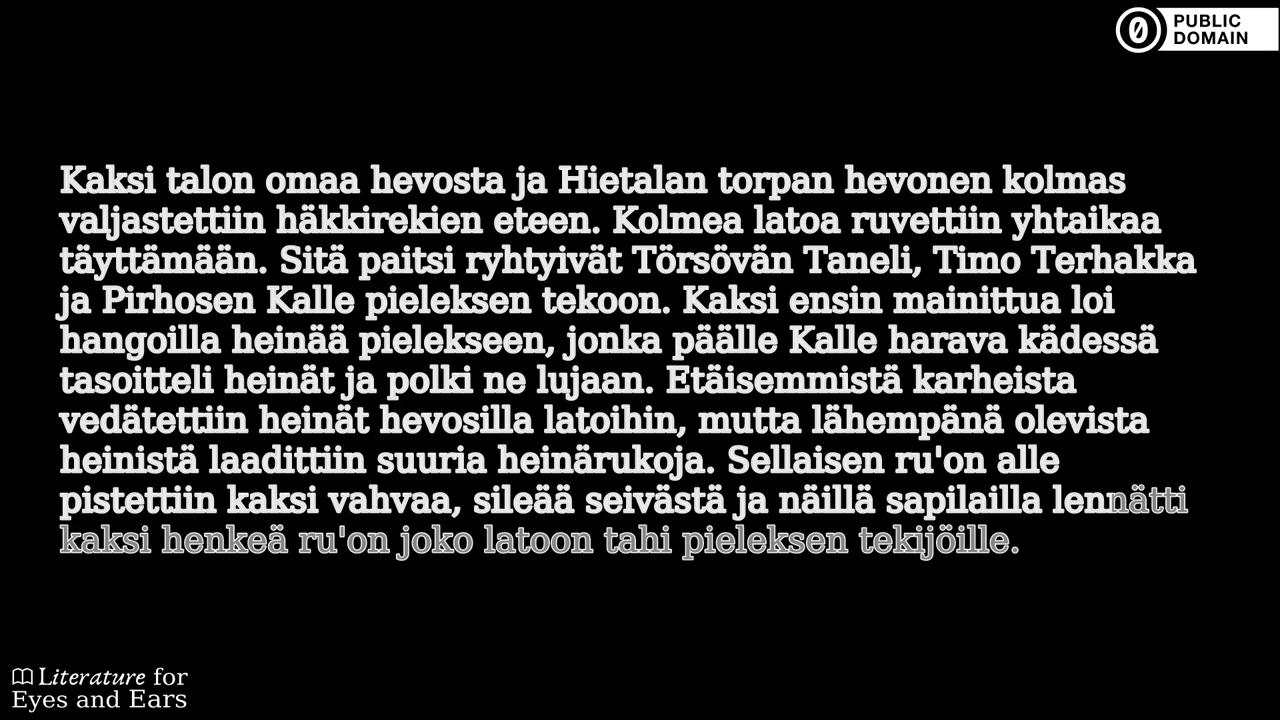 PUBLIC
DOMAIN
Kaksi talon omaa hevosta ja Hietalan torpan hevonen kolmas
valjastettiin häkkirekien eteen. Kolmea latoa ruvettiin yhtaikaa
täyttämään. Sitä paitsi ryhtyivät Törsövän Taneli, Timo Terhakka
ja Pirhosen Kalle pieleksen tekoon. Kaksi ensin mainittua loi
hangoilla heinää pielekseen, jonka päälle Kalle harava kädessä
tasoitteli heinät ja polki ne lujaan. Etäisemmistä karheista
vedätettiin heinät hevosilla latoihin, mutta lähempänä olevista
heinistä laadittiin suuria heinärukoja. Sellaisen ru'on alle
pistettiin kaksi vahvaa, sileää seivästä ja näillä sapilailla lennätti
kaksi henkeä ru'on joko latoon tahi pieleksen tekijöille.
Literature for
Eyes and Ears